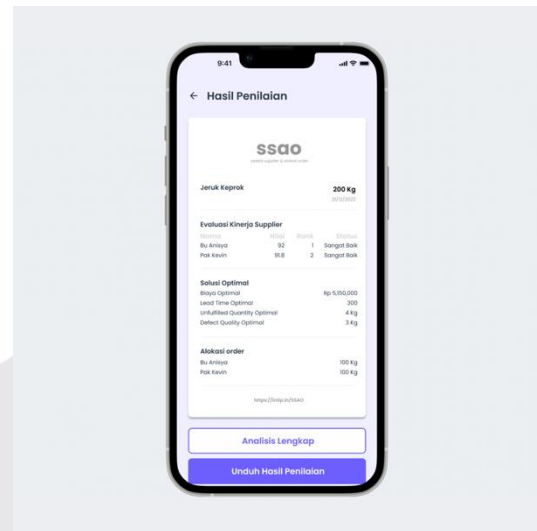 9:41
← Hasil Penilaian
ssao
Jeruk Keprok 200 Kg
Evaluasi Kinerja Supplier
Nama Nilai Rank Status
Bu Anisya 92 1 Sangat Baik
Pak Kevin 91.8 2 Sangat Baik
Solusi Optimal
Biaya Optimal Rp 5,150,000
Lead Time Optimal 300
Unfulfilled Quantity Optimal 4 Kg
Defect Quality Optimal 3 Kg
Alokasi order
Bu Anisya 100 Kg
Pak Kevin 100 Kg
Analisis Lengkap
Unduh Hasil Penilaian